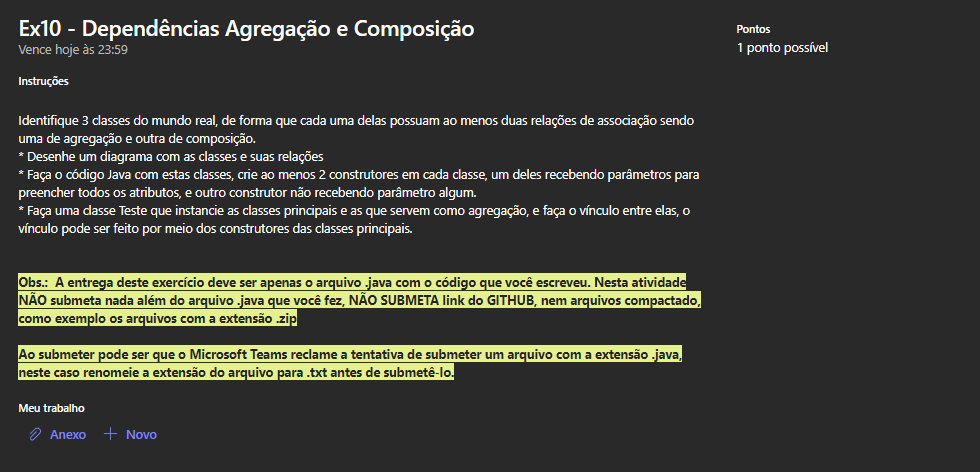 Ex10 - Dependências Agregação e Composição
Vence hoje às 23:59
Pontos
1 ponto possível
Instruções
Identifique 3 classes do mundo real, de forma que cada uma delas possuam ao menos duas relações de associação sendo
uma de agregação e outra de composição.
* Desenhe um diagrama com as classes e suas relações
* Faça o código Java com estas classes, crie ao menos 2 construtores em cada classe, um deles recebendo parâmetros para
preencher todos os atributos, e outro construtor não recebendo parâmetro algum.
* Faça uma classe Teste que instancie as classes principais e as que servem como agregação, e faça o vínculo entre elas, o
vínculo pode ser feito por meio dos construtores das classes principais.
Obs.: A entrega deste exercício deve ser apenas o arquivo .java com o código que você escreveu. Nesta atividade
NÃO submeta nada além do arquivo .java que você fez, NÃO SUBMETA link do GITHUB, nem arquivos compactado,
como exemplo os arquivos com a extensão .zip
Ao submeter pode ser que o Microsoft Teams reclame a tentativa de submeter um arquivo com a extensão .java,
neste caso renomeie a extensão do arquivo para .txt antes de submetê-lo.
Meu trabalho
Anexo
Novo